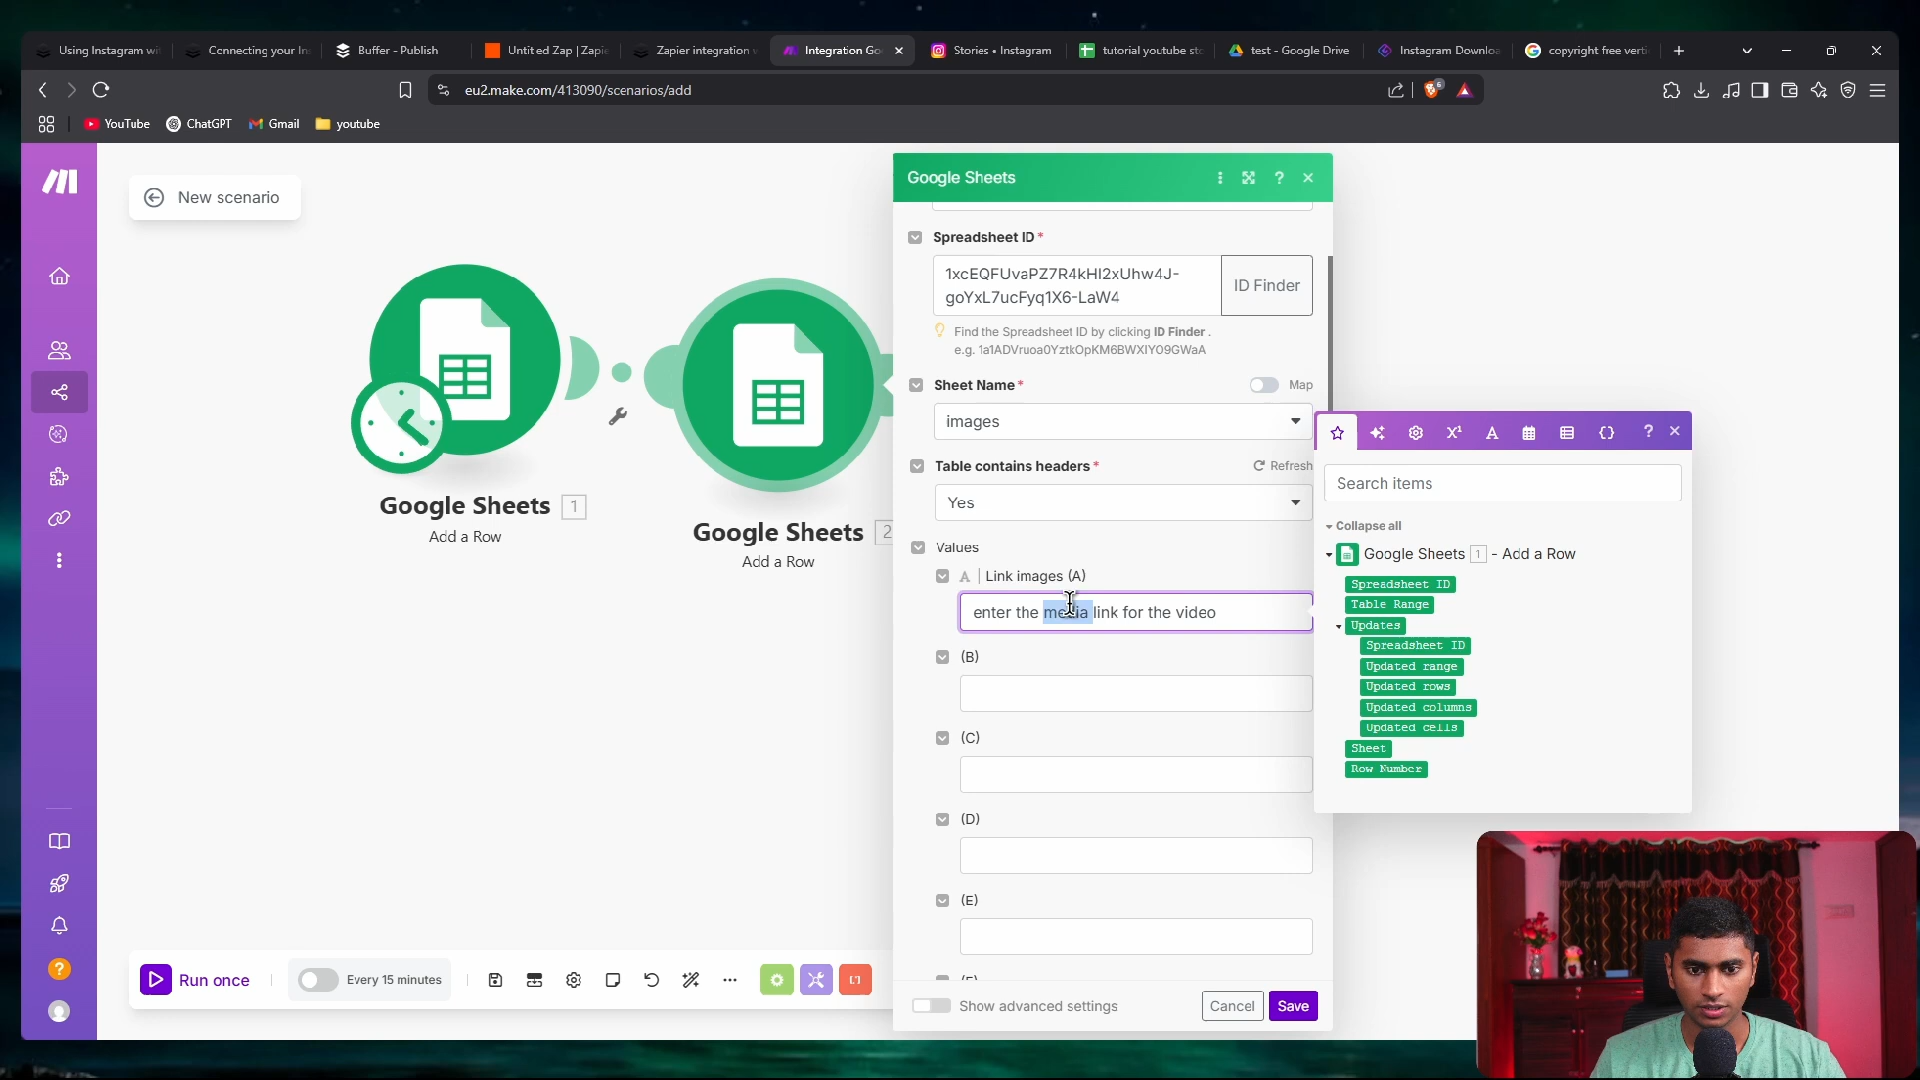 Using Instagram wi
Connecting your In
Buffer - Publish
Untitled Zap | Zapie
Zapier integration w
Integration Go
Stories • Instagram
tutorial youtube sto
test - Google Drive
Instagram Downloa
copyright free verti
eu2.make.com/413090/scenarios/add
6
YouTube
ChatGPT
Gmail
youtube
New scenario
Google Sheets 1
Add a Row
Google Sheets 2
Add a Row
Google Sheets
Spreadsheet ID *
1xcEQFUvaPZ7R4kHI2xUhw4J-
goYxL7ucFyq1X6-LaW4
ID Finder
Find the Spreadsheet ID by clicking ID Finder .
e.g. 1a1ADVruoa0YztkOpKM6BWXIYO9GWaA
Sheet Name *
Map
images
Table contains headers *
Refresh
Yes
Values
A | Link images (A)
enter the media link for the video
(B)
(C)
(D)
(E)
Show advanced settings
Cancel
Save
Search items
Collapse all
Google Sheets 1 - Add a Row
Spreadsheet ID
Table Range
Updates
Spreadsheet ID
Updated range
Updated rows
Updated columns
Updated cells
Sheet
Row Number
Run once
Every 15 minutes